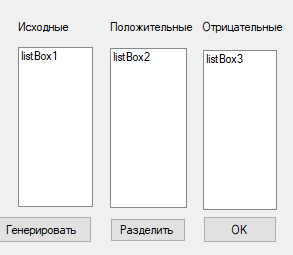 Исходные Положительные Отрицательные
listBox1 listBox2 listBox3
Генерировать Разделить OK